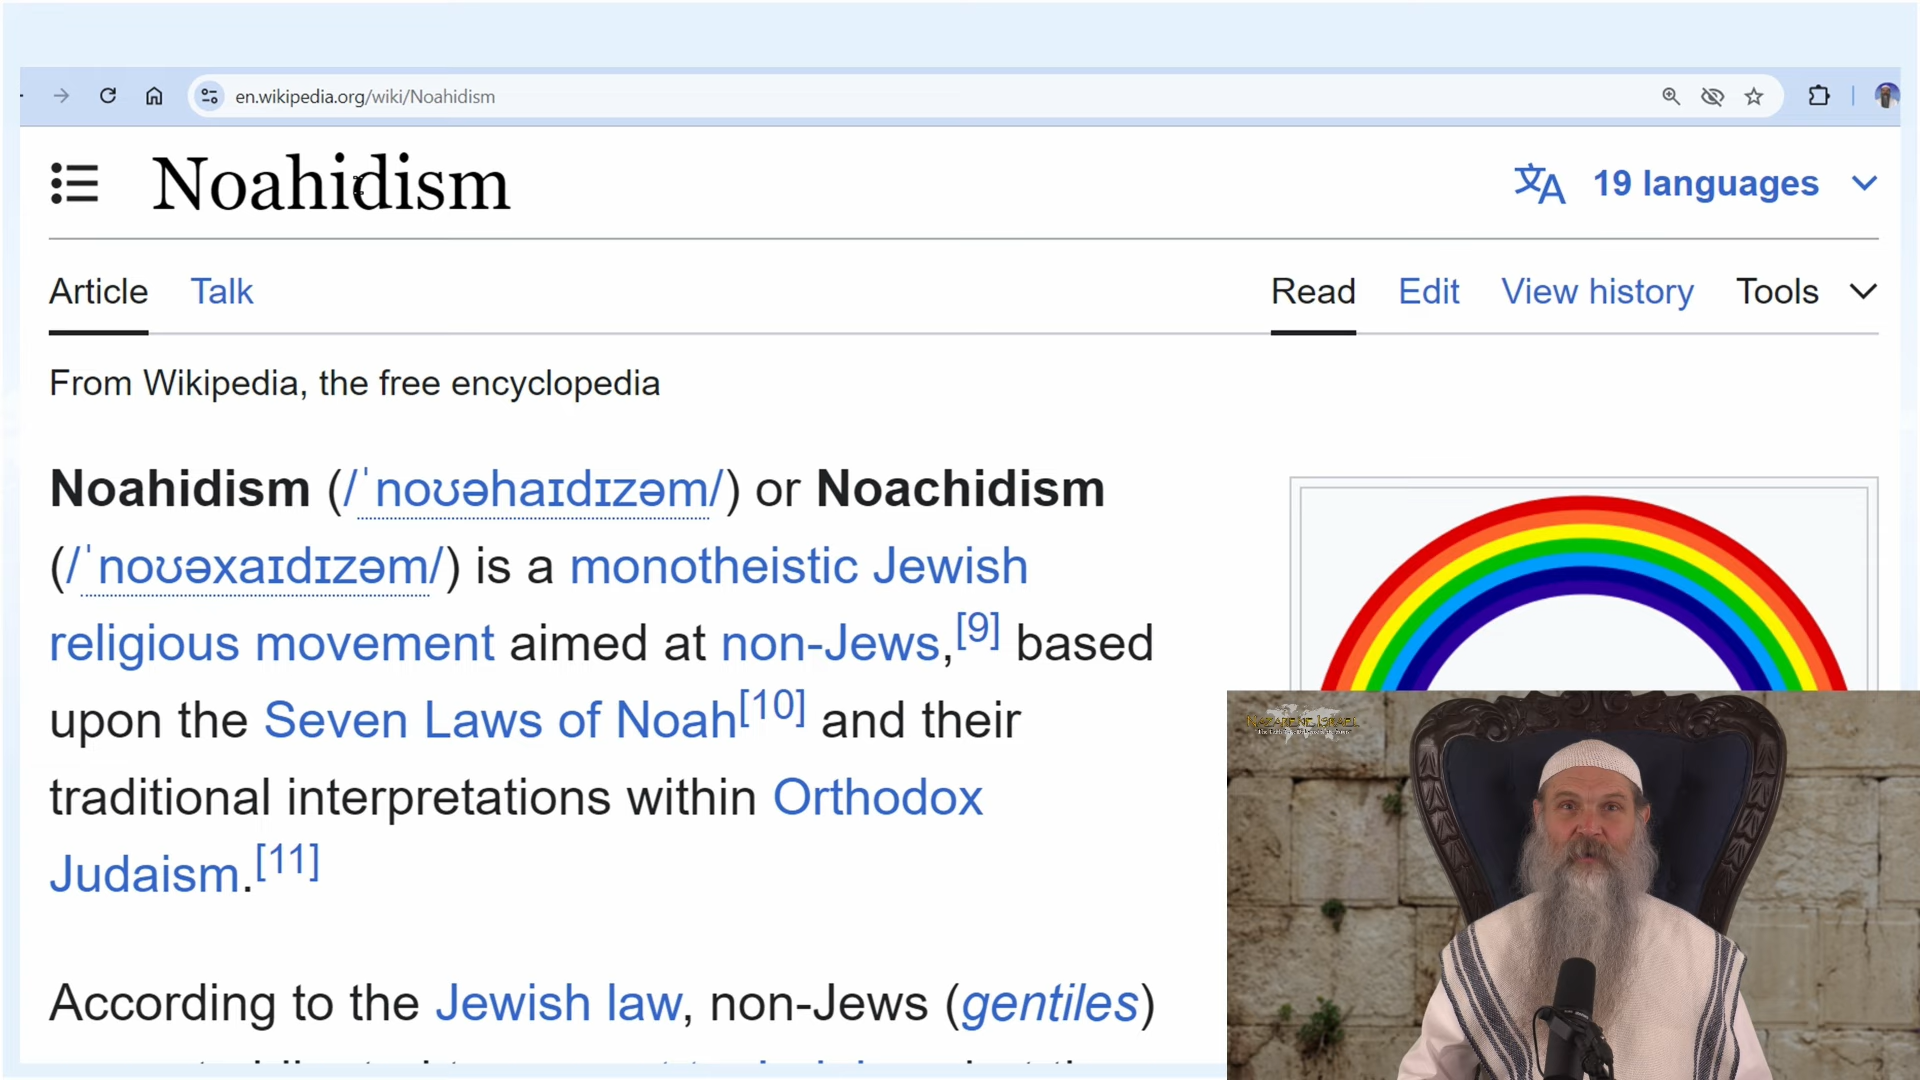 en.wikipedia.org/wiki/Noahidism
Noahidism
19 languages
Article Talk Read Edit View history Tools
From Wikipedia, the free encyclopedia
Noahidism (/ˈnoʊəhaɪdɪzəm/) or Noachidism
(/ˈnoʊəxaɪdɪzəm/) is a monotheistic Jewish
religious movement aimed at non-Jews,[9] based
upon the Seven Laws of Noah[10] and their
traditional interpretations within Orthodox
Judaism.[11]
According to the Jewish law, non-Jews (gentiles)
NAZARENE ISRAEL